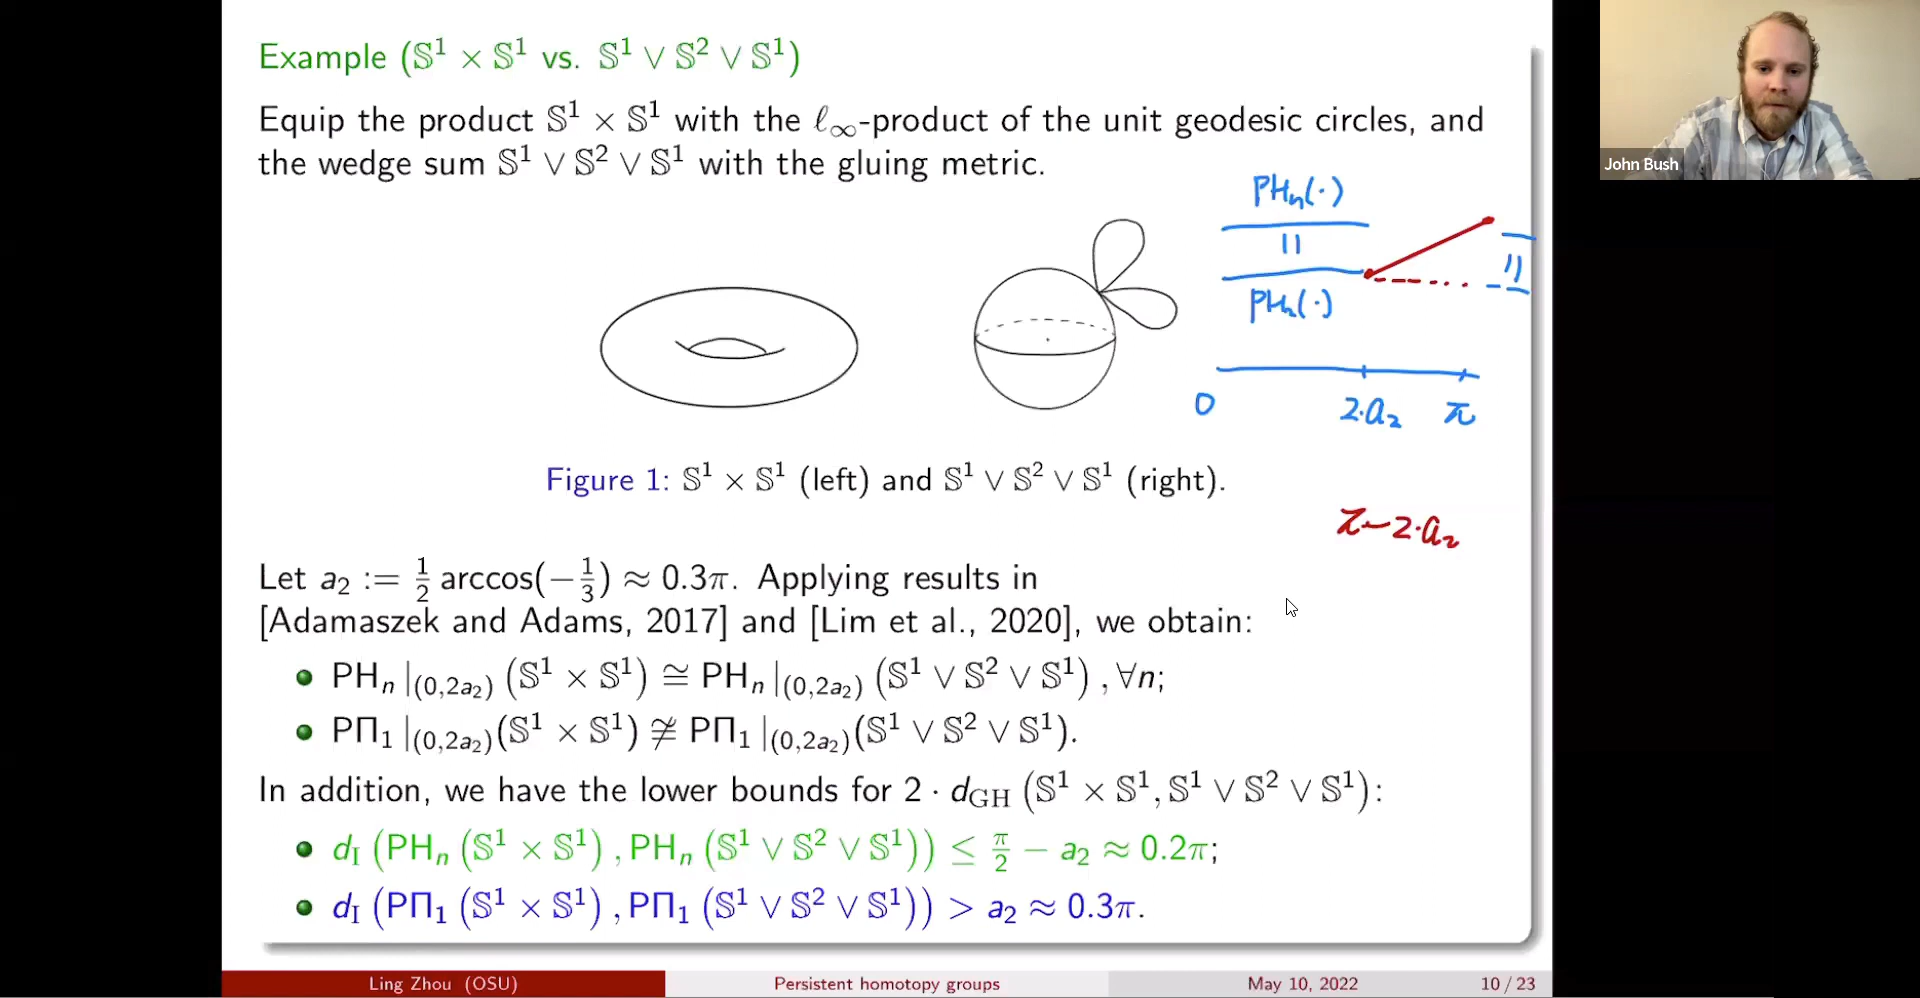 Example (𝕊¹ × 𝕊¹ vs. 𝕊¹ ∨ 𝕊² ∨ 𝕊¹)
Equip the product 𝕊¹ × 𝕊¹ with the ℓ∞-product of the unit geodesic circles, and
the wedge sum 𝕊¹ ∨ 𝕊² ∨ 𝕊¹ with the gluing metric.
John Bush
PHₙ(·)
=
PHₙ(·)
=
0 2·a₂ π
Figure 1: 𝕊¹ × 𝕊¹ (left) and 𝕊¹ ∨ 𝕊² ∨ 𝕊¹ (right).
π−2·a₂
Let a₂ := ½ arccos(−⅓) ≈ 0.3π. Applying results in
[Adamaszek and Adams, 2017] and [Lim et al., 2020], we obtain:
• PHₙ|₍₀,₂ₐ₂₎ (𝕊¹ × 𝕊¹) ≅ PHₙ|₍₀,₂ₐ₂₎ (𝕊¹ ∨ 𝕊² ∨ 𝕊¹), ∀n;
• PΠ₁|₍₀,₂ₐ₂₎(𝕊¹ × 𝕊¹) ≇ PΠ₁|₍₀,₂ₐ₂₎(𝕊¹ ∨ 𝕊² ∨ 𝕊¹).
In addition, we have the lower bounds for 2 · d_GH (𝕊¹ × 𝕊¹, 𝕊¹ ∨ 𝕊² ∨ 𝕊¹):
• d_I (PHₙ (𝕊¹ × 𝕊¹), PHₙ (𝕊¹ ∨ 𝕊² ∨ 𝕊¹)) ≤ π/2 − a₂ ≈ 0.2π;
• d_I (PΠ₁ (𝕊¹ × 𝕊¹), PΠ₁ (𝕊¹ ∨ 𝕊² ∨ 𝕊¹)) > a₂ ≈ 0.3π.
Ling Zhou (OSU) Persistent homotopy groups May 10, 2022 10 / 23